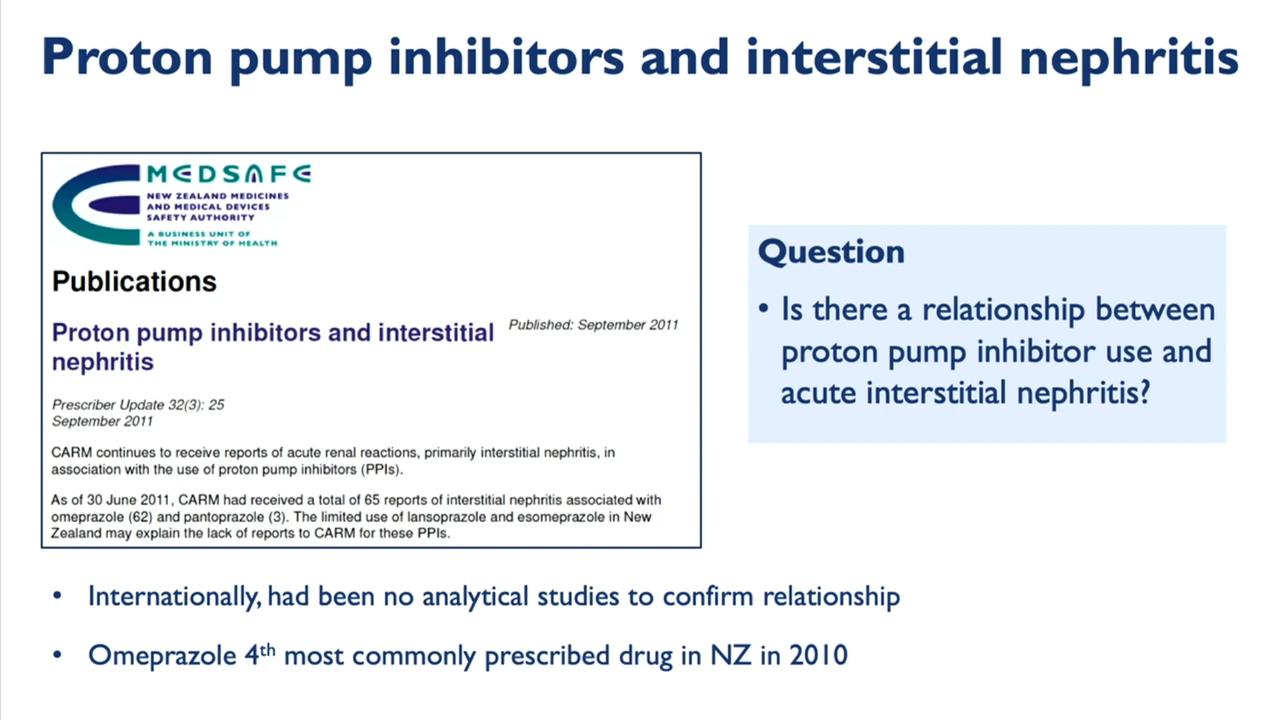 Proton pump inhibitors and interstitial nephritis
MEDSAFE
NEW ZEALAND MEDICINES
AND MEDICAL DEVICES
SAFETY AUTHORITY
A BUSINESS UNIT OF
THE MINISTRY OF HEALTH
Publications
Proton pump inhibitors and interstitial
nephritis
Published: September 2011
Prescriber Update 32(3): 25
September 2011
CARM continues to receive reports of acute renal reactions, primarily interstitial nephritis, in
association with the use of proton pump inhibitors (PPIs).
As of 30 June 2011, CARM had received a total of 65 reports of interstitial nephritis associated with
omeprazole (62) and pantoprazole (3). The limited use of lansoprazole and esomeprazole in New
Zealand may explain the lack of reports to CARM for these PPIs.
Question
• Is there a relationship between
proton pump inhibitor use and
acute interstitial nephritis?
• Internationally, had been no analytical studies to confirm relationship
• Omeprazole 4th most commonly prescribed drug in NZ in 2010